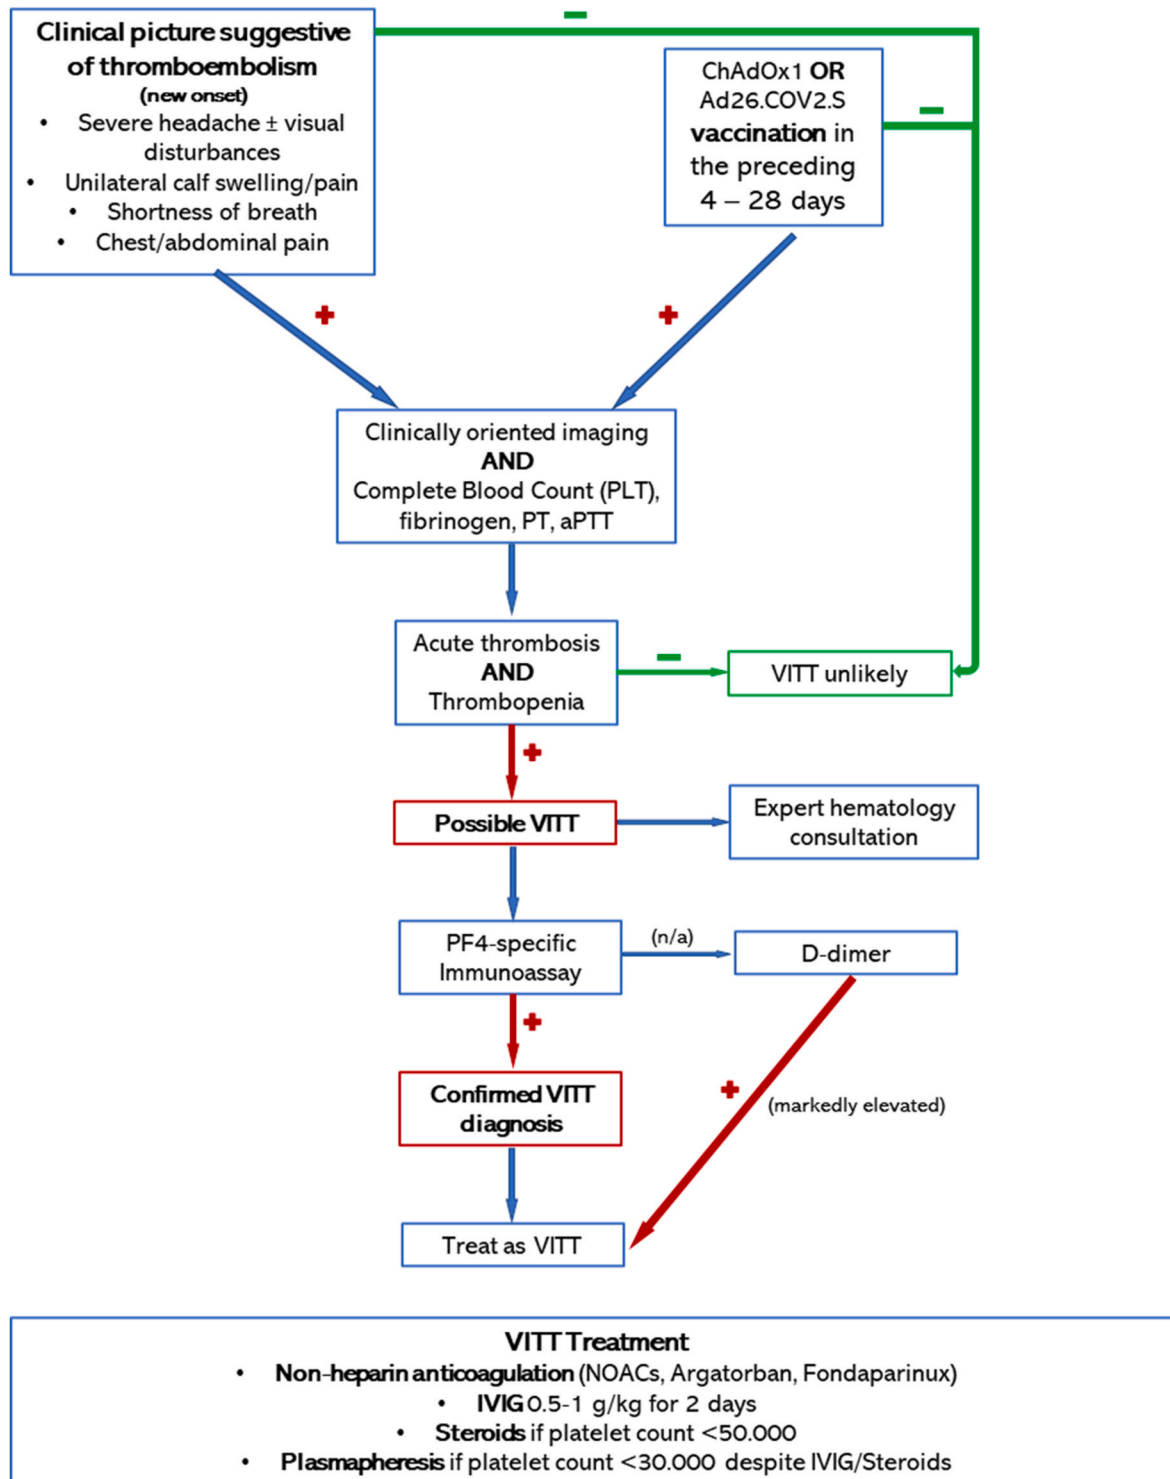 Clinical picture suggestive
of thromboembolism
(new onset)
• Severe headache ± visual
disturbances
• Unilateral calf swelling/pain
• Shortness of breath
• Chest/abdominal pain
ChAdOx1 OR
Ad26.COV2.S
vaccination in
the preceding
4 – 28 days
Clinically oriented imaging
AND
Complete Blood Count (PLT),
fibrinogen, PT, aPTT
Acute thrombosis
AND
Thrombopenia
VITT unlikely
Possible VITT
Expert hematology
consultation
PF4-specific
Immunoassay
(n/a)
D-dimer
Confirmed VITT
diagnosis
(markedly elevated)
Treat as VITT
VITT Treatment
• Non-heparin anticoagulation (NOACs, Argatorban, Fondaparinux)
• IVIG 0.5-1 g/kg for 2 days
• Steroids if platelet count <50.000
• Plasmapheresis if platelet count <30.000 despite IVIG/Steroids